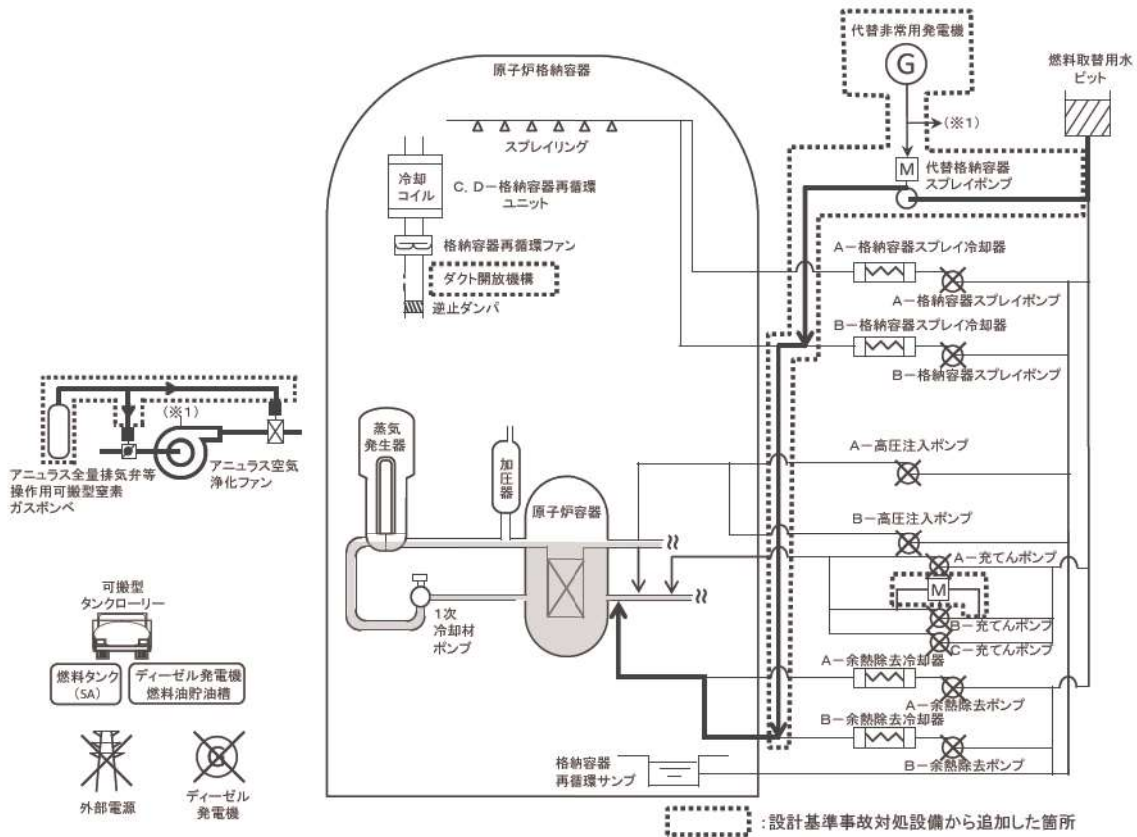 代替非常用発電機
G
(※1)
燃料取替用水
ピット
M
代替格納容器
スプレイポンプ
原子炉格納容器
スプレイリング
冷却
コイル
C, D-格納容器再循環
ユニット
格納容器再循環ファン
ダクト開放機構
逆止ダンパ
A-格納容器スプレイ冷却器
A-格納容器スプレイポンプ
B-格納容器スプレイ冷却器
B-格納容器スプレイポンプ
(※1)
アニュラス全量排気弁等
操作用可搬型窒素
ガスボンベ
アニュラス空気
浄化ファン
蒸気
発生器
加圧器
原子炉容器
1次
冷却材
ポンプ
A-高圧注入ポンプ
B-高圧注入ポンプ
A-充てんポンプ
M
B-充てんポンプ
C-充てんポンプ
A-余熱除去冷却器
A-余熱除去ポンプ
B-余熱除去冷却器
B-余熱除去ポンプ
格納容器
再循環サンプ
可搬型
タンクローリー
燃料タンク
(SA)
ディーゼル発電機
燃料油貯油槽
外部電源
ディーゼル
発電機
:設計基準事故対処設備から追加した箇所